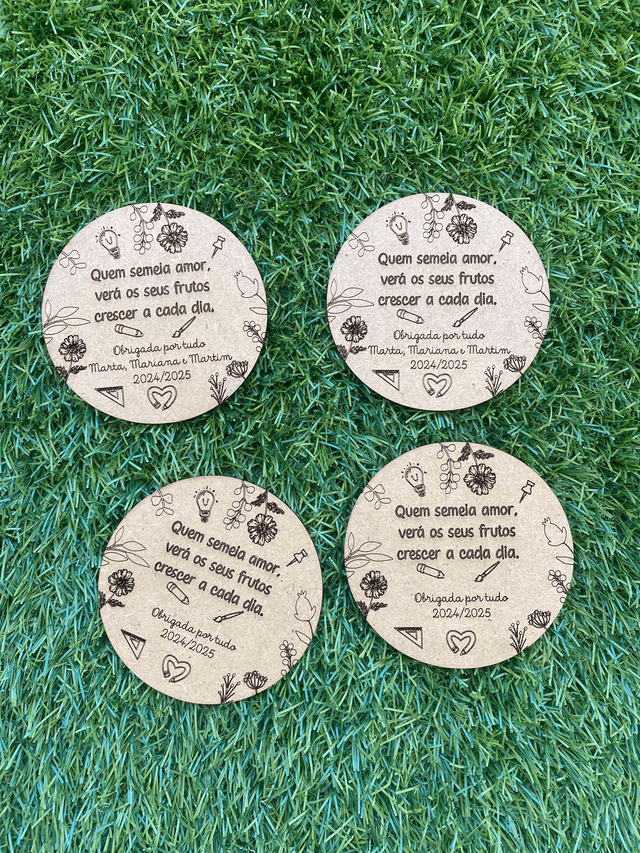 Quem semeia amor,
verá os seus frutos
crescer a cada dia.
Obrigada por tudo
Marta, Mariana e Martim
2024/2025
Quem semeia amor,
verá os seus frutos
crescer a cada dia.
Obrigada por tudo
Marta, Mariana e Martim
2024/2025
Quem semeia amor,
verá os seus frutos
crescer a cada dia.
Obrigada por tudo
2024/2025
Quem semeia amor,
verá os seus frutos
crescer a cada dia.
Obrigada por tudo
2024/2025